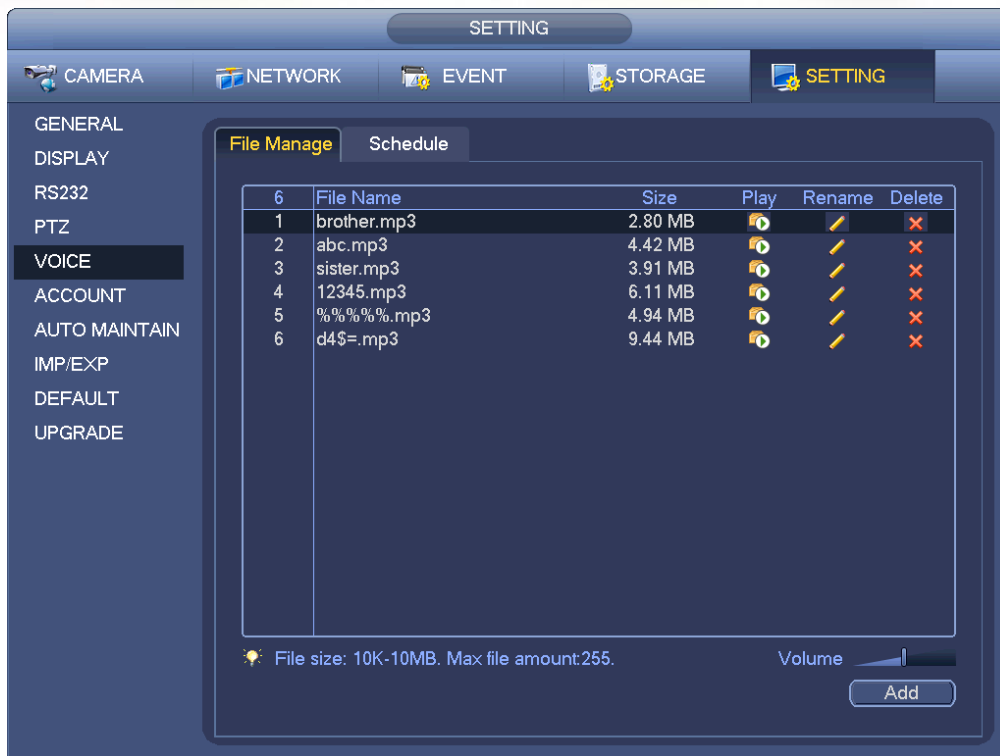 SETTING
CAMERA NETWORK EVENT STORAGE SETTING
GENERAL
DISPLAY
RS232
PTZ
VOICE
ACCOUNT
AUTO MAINTAIN
IMP/EXP
DEFAULT
UPGRADE
File Manage Schedule
6 File Name Size Play Rename Delete
1 brother.mp3 2.80 MB
2 abc.mp3 4.42 MB
3 sister.mp3 3.91 MB
4 12345.mp3 6.11 MB
5 %%%%%.mp3 4.94 MB
6 d4$=.mp3 9.44 MB
File size: 10K-10MB. Max file amount:255. Volume
Add